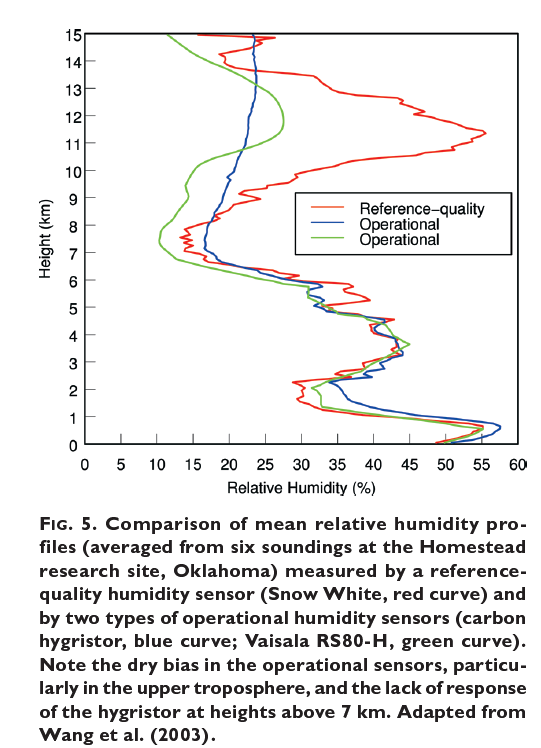 15
14
13
12
11
10
9
8
7
6
5
4
3
2
1
0
Height (km)
Reference-quality
Operational
Operational
0 5 10 15 20 25 30 35 40 45 50 55 60
Relative Humidity (%)
FIG. 5. Comparison of mean relative humidity pro-
files (averaged from six soundings at the Homestead
research site, Oklahoma) measured by a reference-
quality humidity sensor (Snow White, red curve) and
by two types of operational humidity sensors (carbon
hygristor, blue curve; Vaisala RS80-H, green curve).
Note the dry bias in the operational sensors, particu-
larly in the upper troposphere, and the lack of response
of the hygristor at heights above 7 km. Adapted from
Wang et al. (2003).